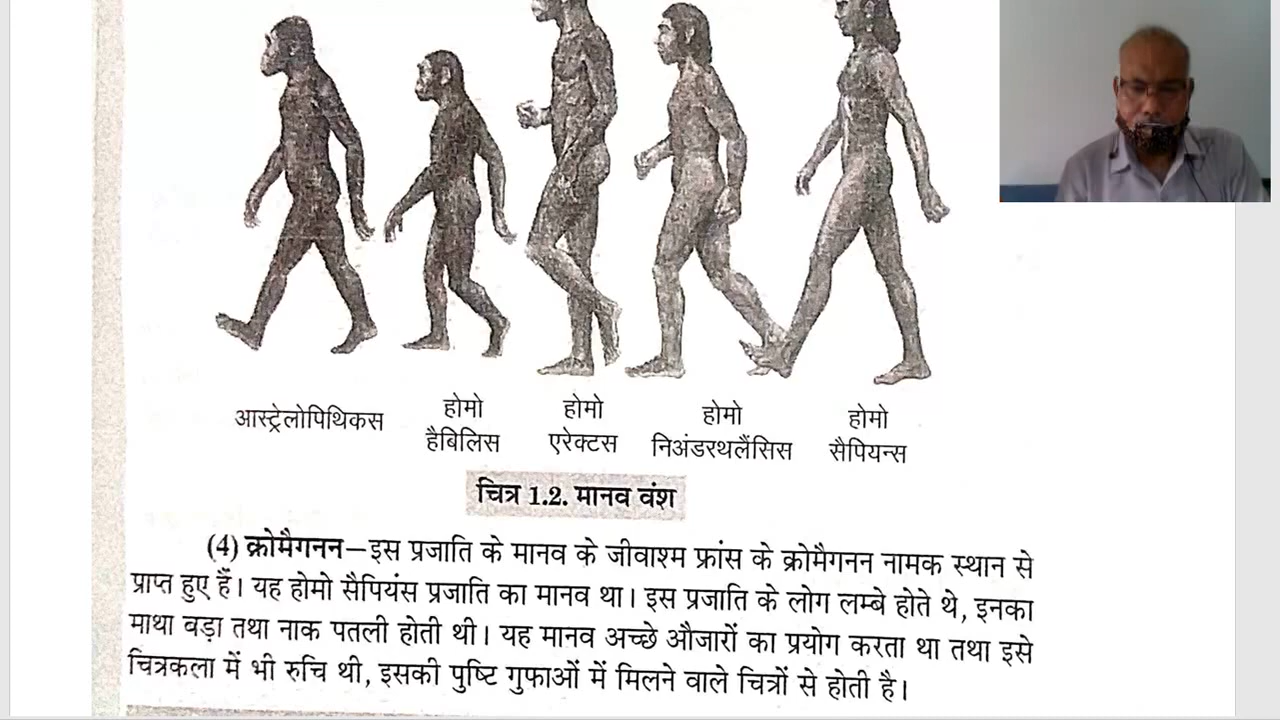 आस्ट्रेलोपिथिकस
होमो
हैबिलिस
होमो
एरेक्टस
होमो
निअंडरथलैंसिस
होमो
सैपियन्स
चित्र 1.2. मानव वंश
(4) क्रोमैगनन—इस प्रजाति के मानव के जीवाश्म फ्रांस के क्रोमैगनन नामक स्थान से
प्राप्त हुए हैं। यह होमो सैपियंस प्रजाति का मानव था। इस प्रजाति के लोग लम्बे होते थे, इनका
माथा बड़ा तथा नाक पतली होती थी। यह मानव अच्छे औजारों का प्रयोग करता था तथा इसे
चित्रकला में भी रुचि थी, इसकी पुष्टि गुफाओं में मिलने वाले चित्रों से होती है।